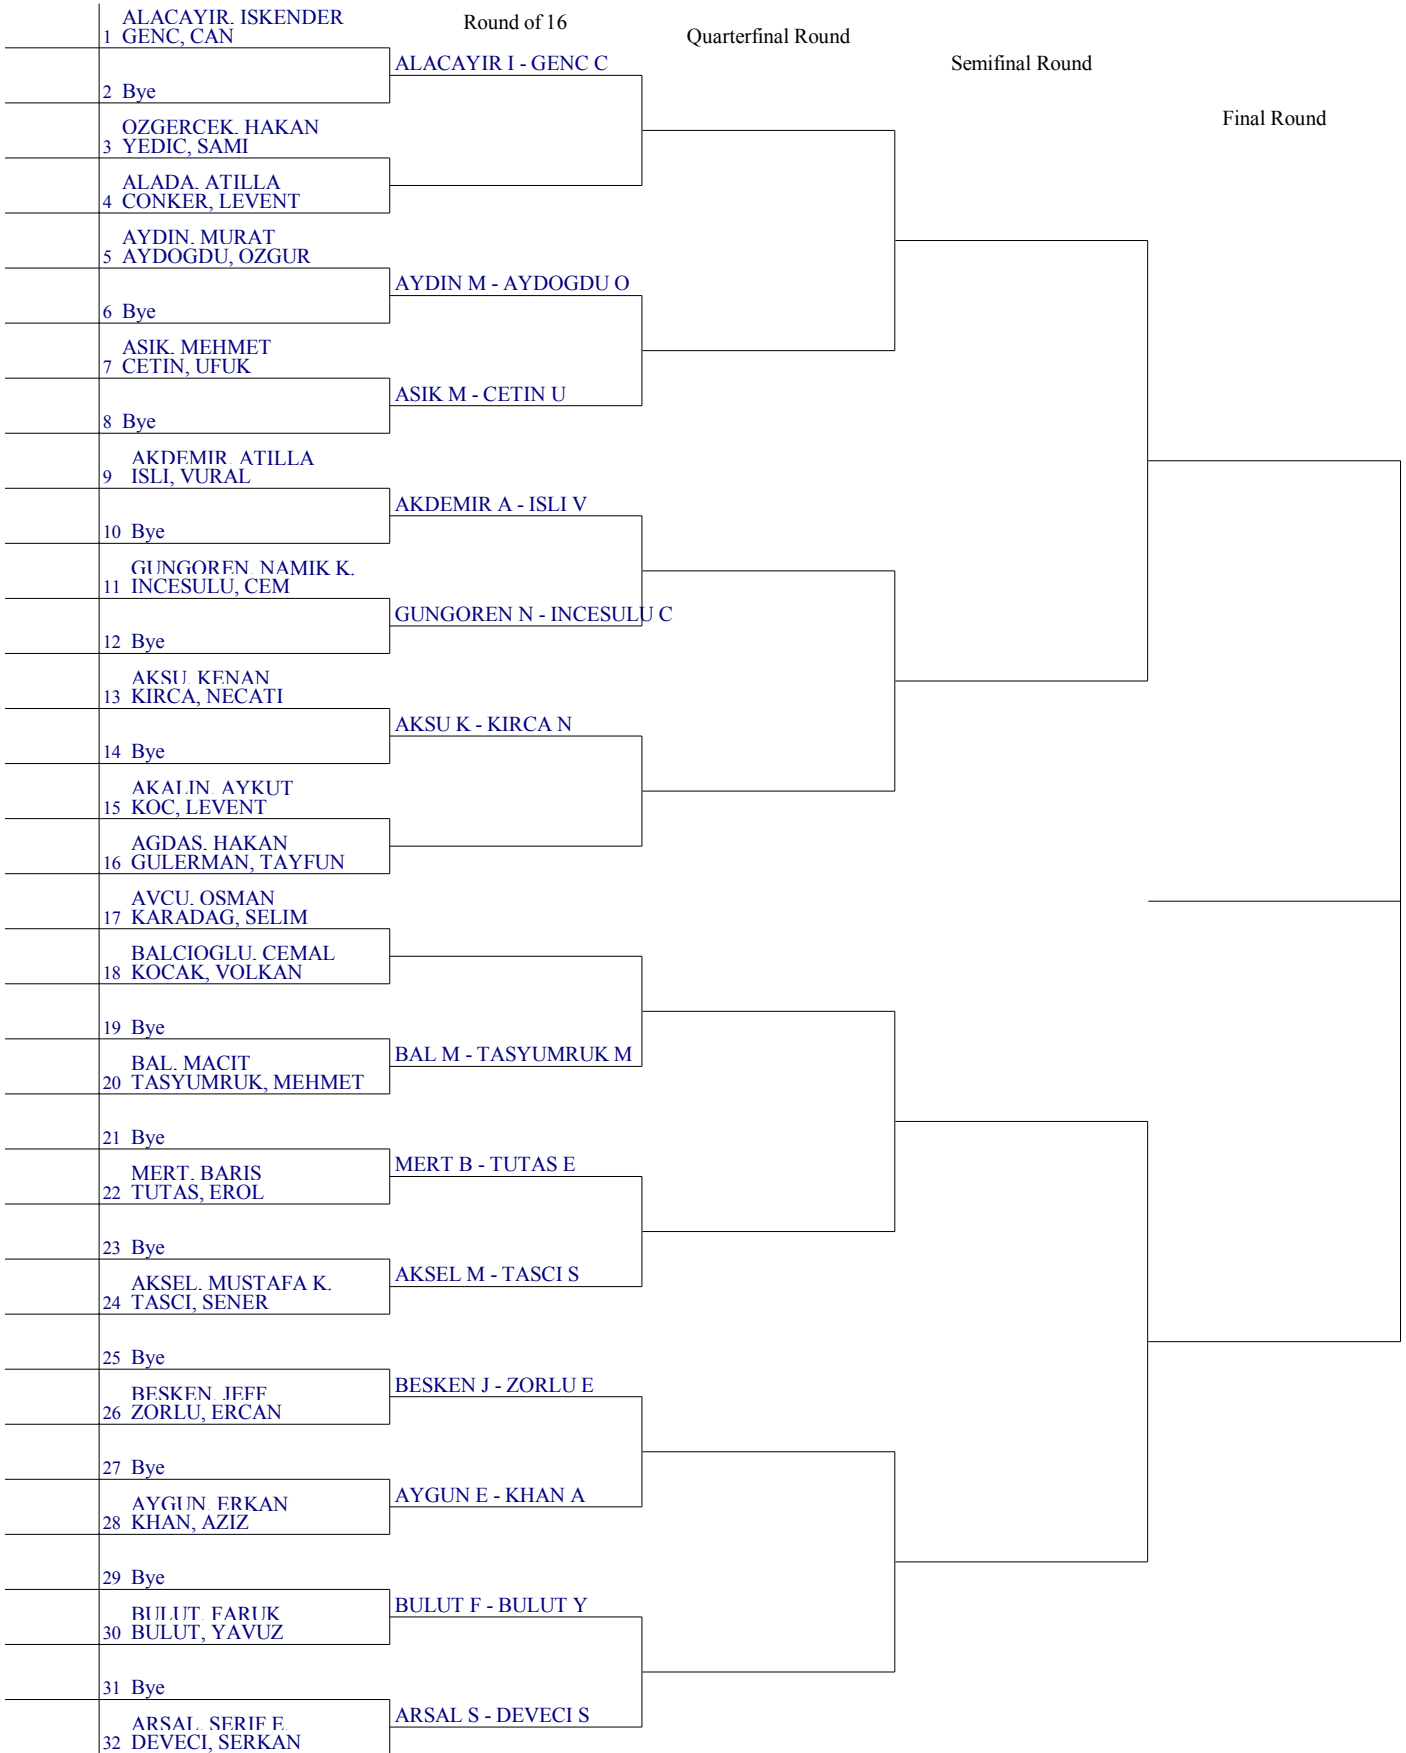 ALACAYIR, ISKENDER
1 GENC, CAN
Round of 16
Quarterfinal Round
ALACAYIR I - GENC C
Semifinal Round
2 Bye
Final Round
OZGERCEK, HAKAN
3 YEDIC, SAMI
ALADA, ATILLA
4 CONKER, LEVENT
AYDIN, MURAT
5 AYDOGDU, OZGUR
AYDIN M - AYDOGDU O
6 Bye
ASIK, MEHMET
7 CETIN, UFUK
ASIK M - CETIN U
8 Bye
AKDEMIR, ATILLA
9 ISLI, VURAL
AKDEMIR A - ISLI V
10 Bye
GUNGOREN, NAMIK K.
11 INCESULU, CEM
GUNGOREN N - INCESULU C
12 Bye
AKSU, KENAN
13 KIRCA, NECATI
AKSU K - KIRCA N
14 Bye
AKALIN, AYKUT
15 KOC, LEVENT
AGDAS, HAKAN
16 GULERMAN, TAYFUN
AVCU, OSMAN
17 KARADAG, SELIM
BALCIOGLU, CEMAL
18 KOCAK, VOLKAN
19 Bye
BAL M - TASYUMRUK M
BAL, MACIT
20 TASYUMRUK, MEHMET
21 Bye
MERT B - TUTAS E
MERT, BARIS
22 TUTAS, EROL
23 Bye
AKSEL M - TASCI S
AKSEL, MUSTAFA K.
24 TASCI, SENER
25 Bye
BESKEN J - ZORLU E
BESKEN, JEFF
26 ZORLU, ERCAN
27 Bye
AYGUN E - KHAN A
AYGUN, ERKAN
28 KHAN, AZIZ
29 Bye
BULUT F - BULUT Y
BULUT, FARUK
30 BULUT, YAVUZ
31 Bye
ARSAL S - DEVECI S
ARSAL, SERIF E.
32 DEVECI, SERKAN